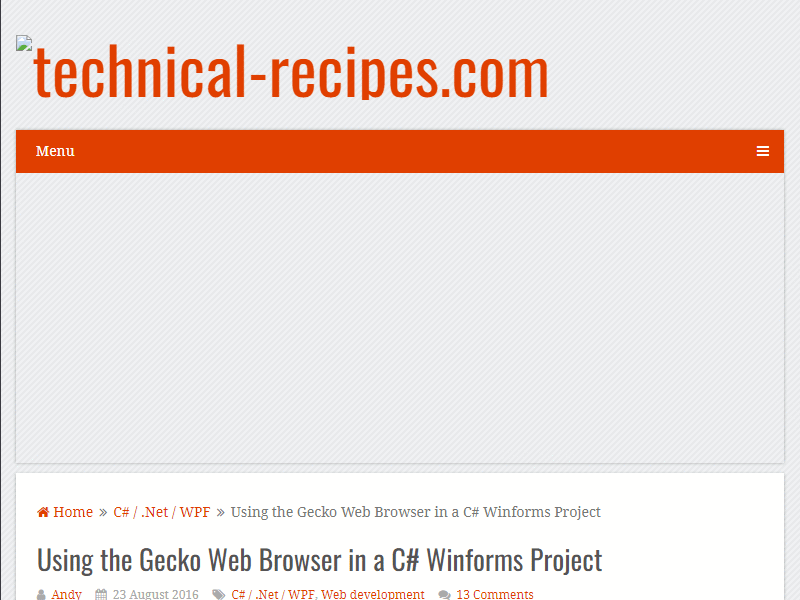 technical-recipes.com
Menu
Home » C# / .Net / WPF » Using the Gecko Web Browser in a C# Winforms Project
Using the Gecko Web Browser in a C# Winforms Project
Andy 23 August 2016 C# / .Net / WPF, Web development 13 Comments